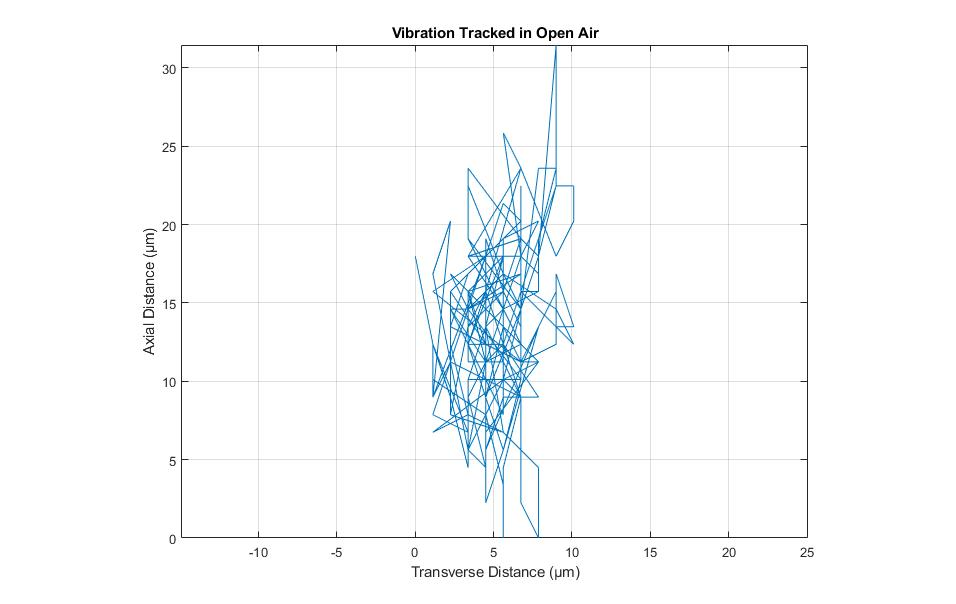 Vibration Tracked in Open Air
30
25
20
15
10
5
0
Axial Distance (µm)
-10 -5 0 5 10 15 20 25
Transverse Distance (µm)